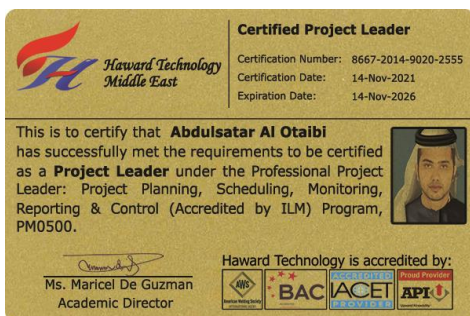 Haward Technology
Middle East
Certified Project Leader
Certification Number: 8667-2014-9020-2555
Certification Date: 14-Nov-2021
Expiration Date: 14-Nov-2026
This is to certify that Abdulsatar Al Otaibi
has successfully met the requirements to be certified
as a Project Leader under the Professional Project
Leader: Project Planning, Scheduling, Monitoring,
Reporting & Control (Accredited by ILM) Program,
PM0500.
Ms. Maricel De Guzman
Academic Director
Haward Technology is accredited by:
AWS
American Welding Society
BAC
ACCREDITED
IACET
PROVIDER
Proud Provider
API U